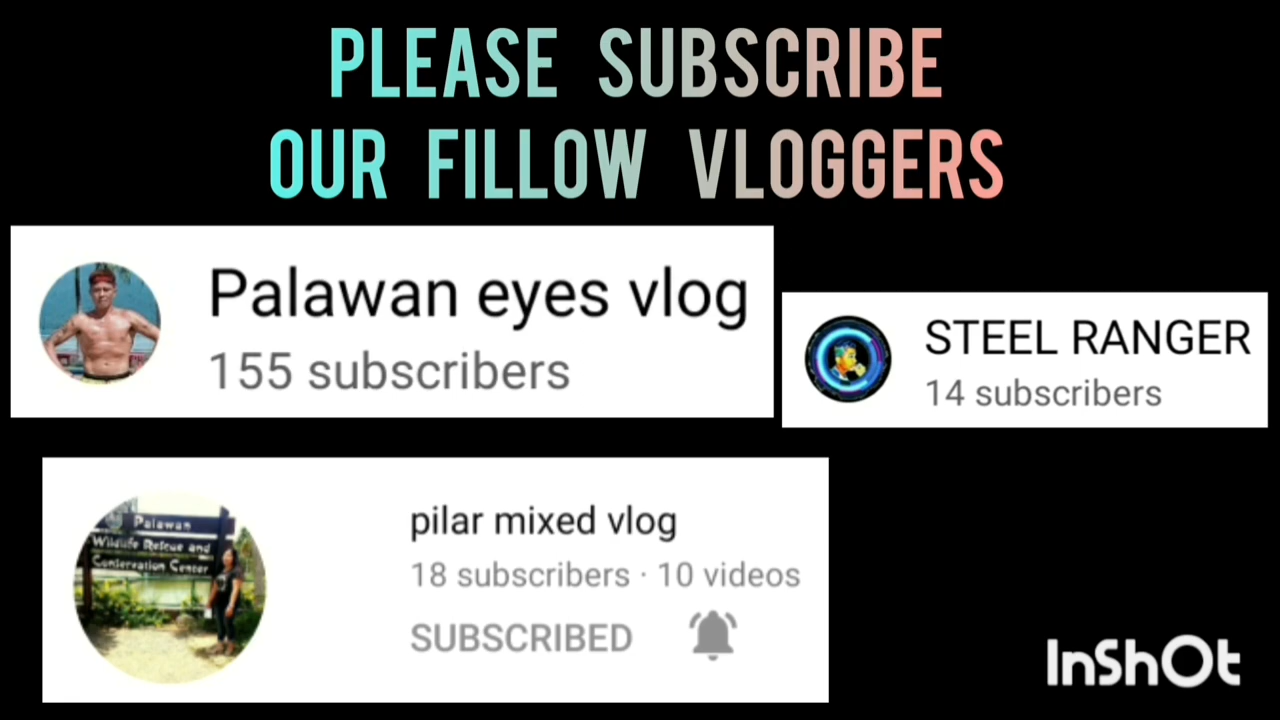 PLEASE SUBSCRIBE
OUR FILLOW VLOGGERS
Palawan eyes vlog
155 subscribers
STEEL RANGER
14 subscribers
Palawan
Wildlife Rescue and
Conservation Center
pilar mixed vlog
18 subscribers · 10 videos
SUBSCRIBED
InShOt